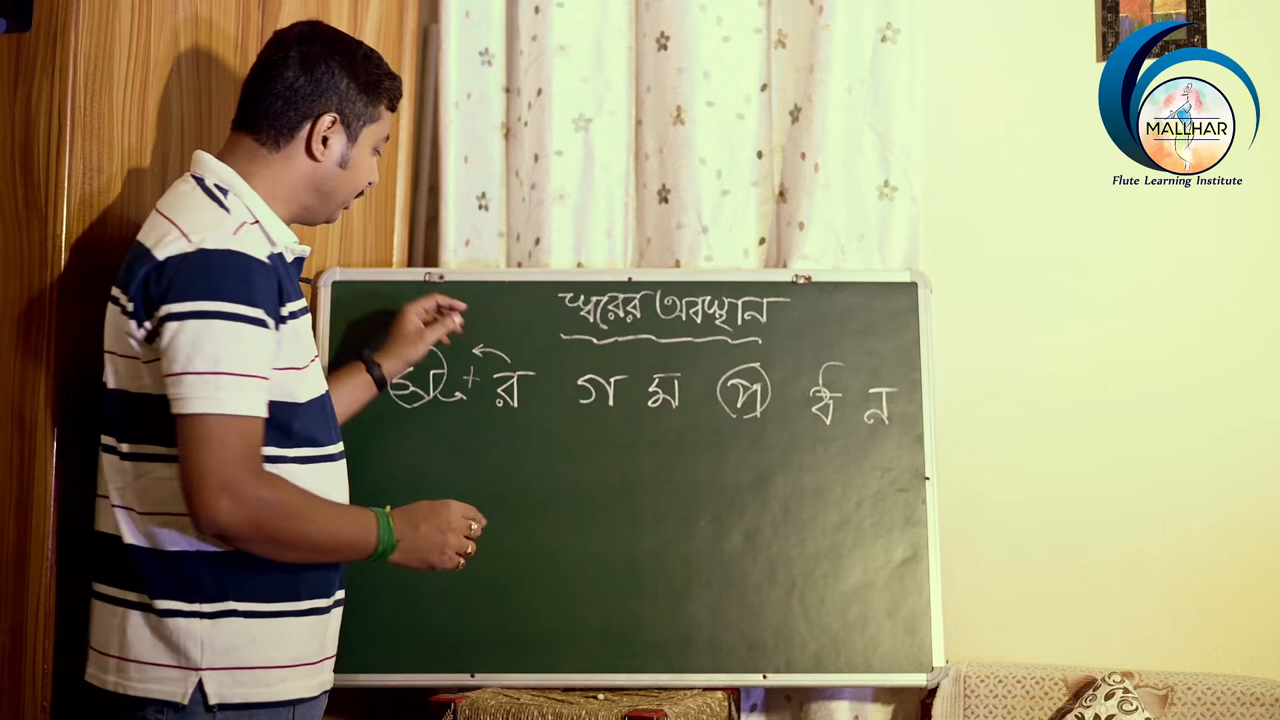 স্বরের অবস্থান
স + র গ ম প ধ ন
MALLHAR
Flute Learning Institute